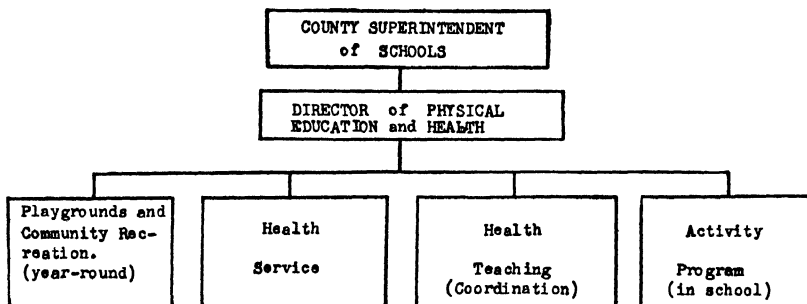 COUNTY SUPERINTENDENT
of SCHOOLS
DIRECTOR of PHYSICAL
EDUCATION and HEALTH
Playgrounds and
Community Rec-
reation.
(year-round)
Health
Service
Health
Teaching
(Coordination)
Activity
Program
(in school)